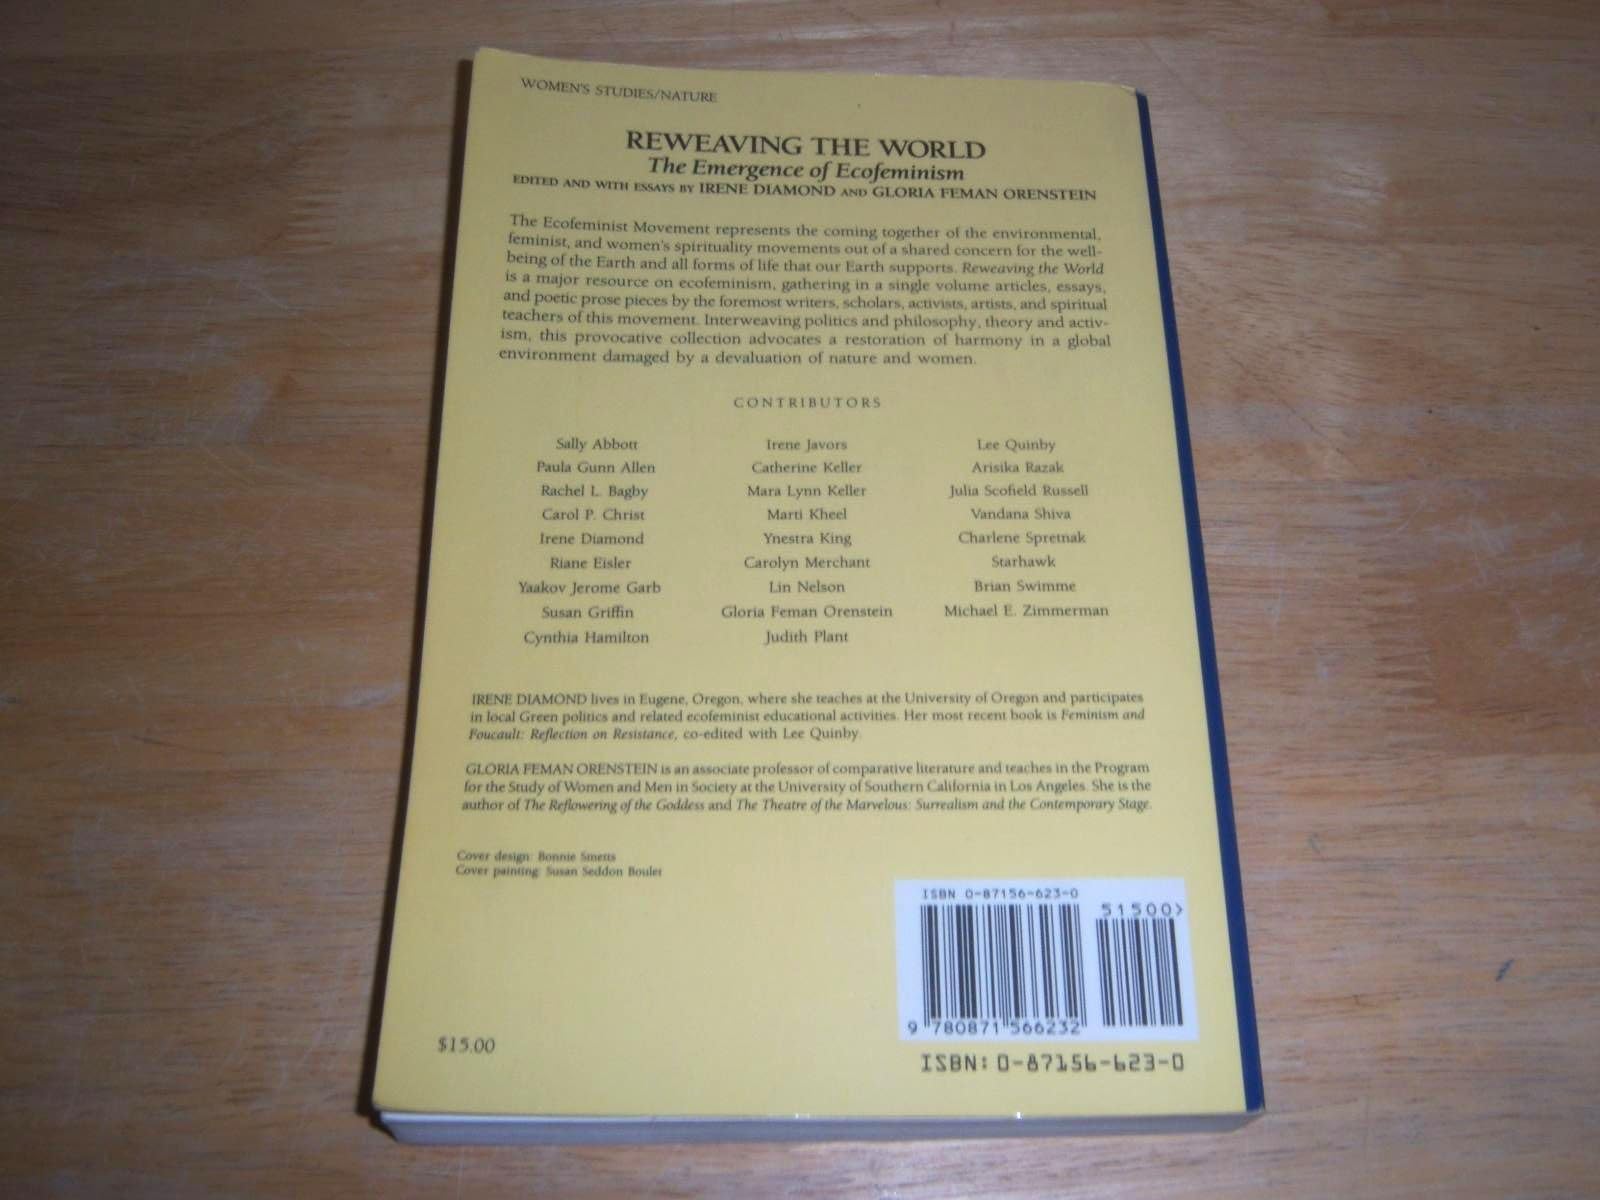 WOMEN'S STUDIES/NATURE
REWEAVING THE WORLD
The Emergence of Ecofeminism
EDITED AND WITH ESSAYS BY IRENE DIAMOND AND GLORIA FEMAN ORENSTEIN
The Ecofeminist Movement represents the coming together of the environmental,
feminist, and women's spirituality movements out of a shared concern for the well-
being of the Earth and all forms of life that our Earth supports. Reweaving the World
is a major resource on ecofeminism, gathering in a single volume articles, essays,
and poetic prose pieces by the foremost writers, scholars, activists, artists, and spiritual
teachers of this movement. Interweaving politics and philosophy, theory and activ-
ism, this provocative collection advocates a restoration of harmony in a global
environment damaged by a devaluation of nature and women.
CONTRIBUTORS
Sally Abbott
Paula Gunn Allen
Rachel L. Bagby
Carol P. Christ
Irene Diamond
Riane Eisler
Yaakov Jerome Garb
Susan Griffin
Cynthia Hamilton
Irene Javors
Catherine Keller
Mara Lynn Keller
Marti Kheel
Ynestra King
Carolyn Merchant
Lin Nelson
Gloria Feman Orenstein
Judith Plant
Lee Quinby
Arisika Razak
Julia Scofield Russell
Vandana Shiva
Charlene Spretnak
Starhawk
Brian Swimme
Michael E. Zimmerman
IRENE DIAMOND lives in Eugene, Oregon, where she teaches at the University of Oregon and participates
in local Green politics and related ecofeminist educational activities. Her most recent book is Feminism and
Foucault: Reflection on Resistance, co-edited with Lee Quinby.
GLORIA FEMAN ORENSTEIN is an associate professor of comparative literature and teaches in the Program
for the Study of Women and Men in Society at the University of Southern California in Los Angeles. She is the
author of The Reflowering of the Goddess and The Theatre of the Marvelous: Surrealism and the Contemporary Stage.
Cover design: Bonnie Smetts
Cover painting: Susan Seddon Boulet
ISBN 0-87156-623-0
51500>
9 780871 566232
$15.00
ISBN: 0-87156-623-0